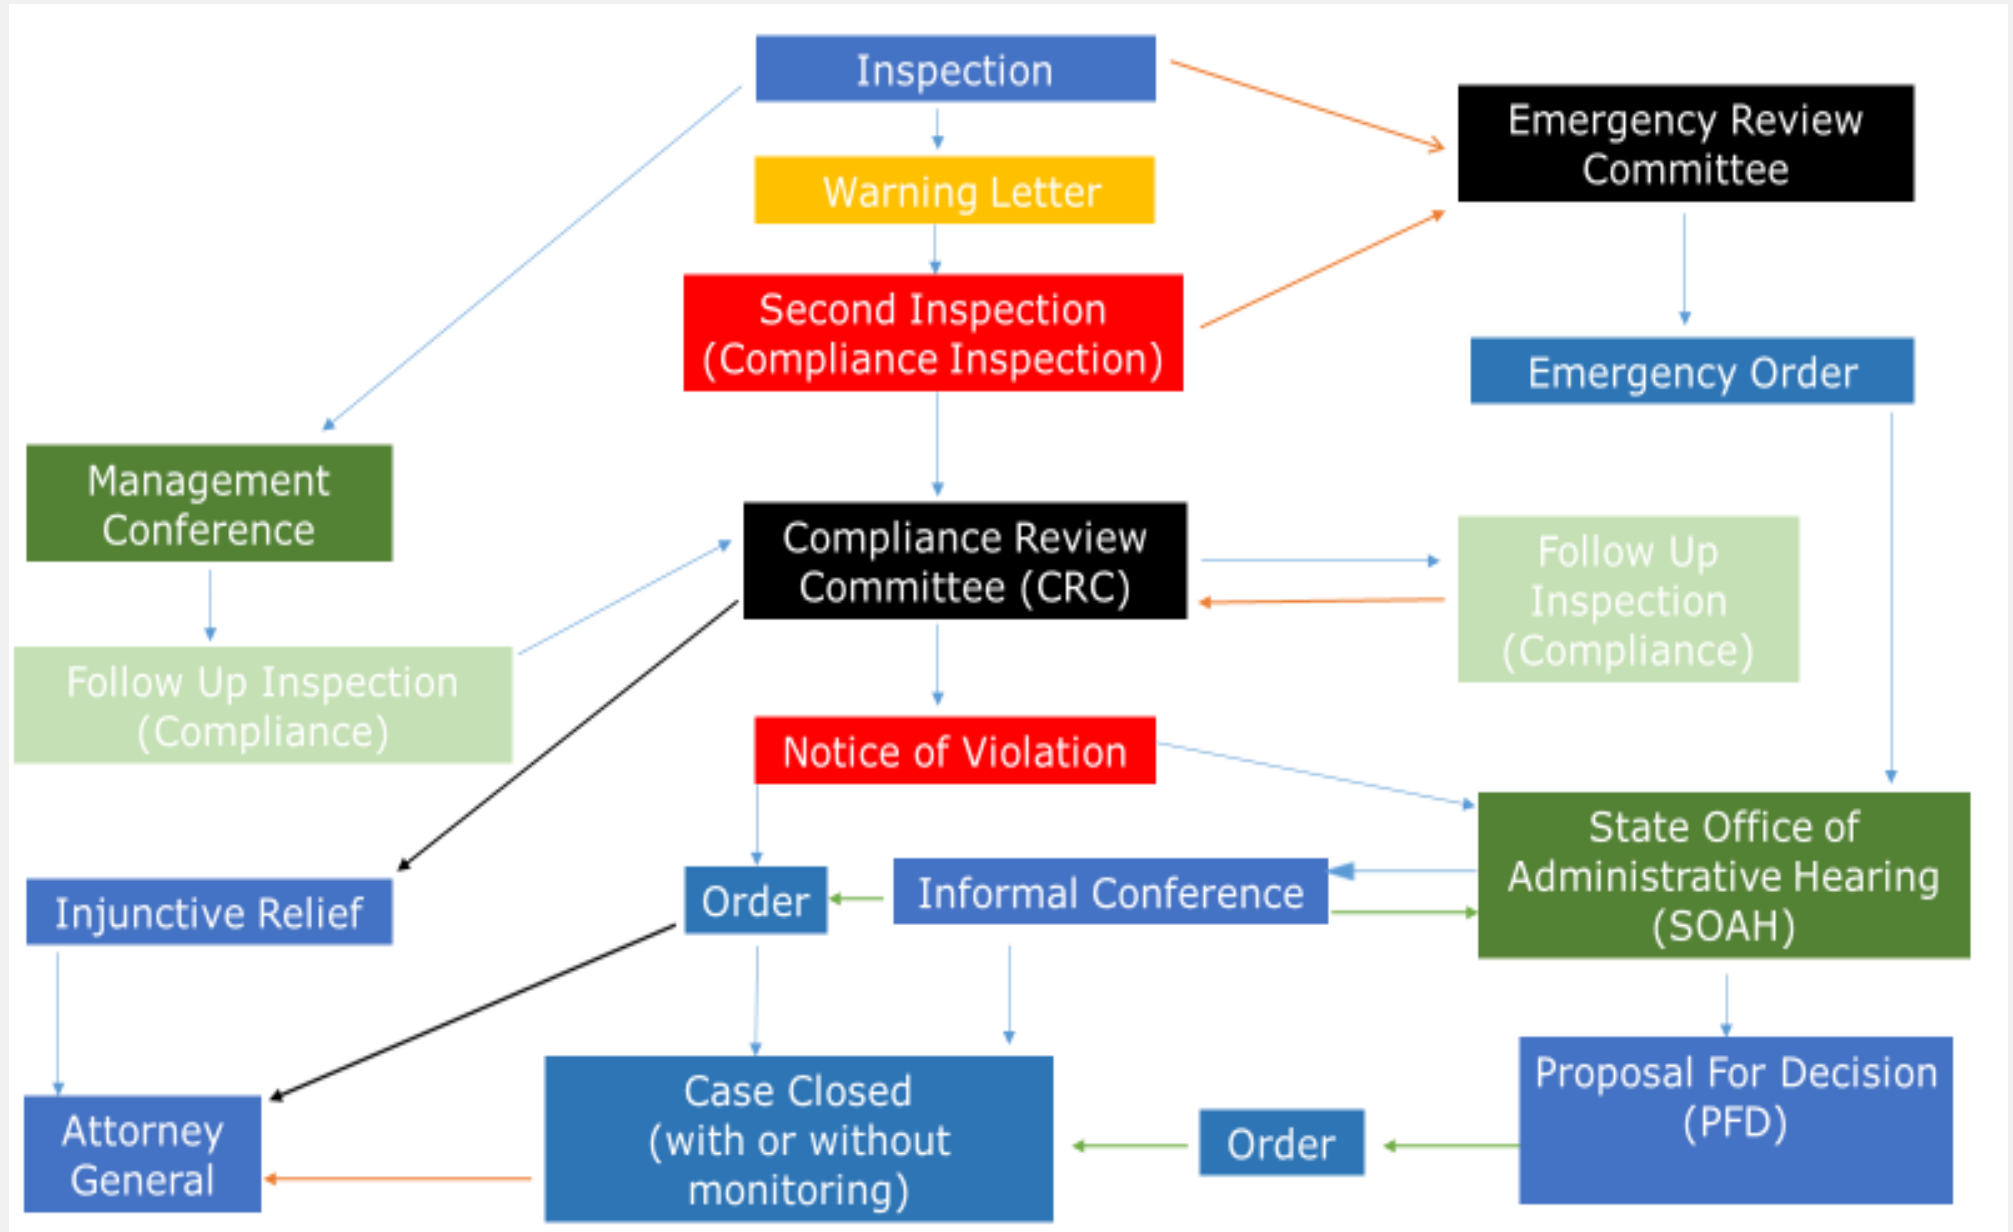 Inspection
Emergency Review
Committee
Warning Letter
Second Inspection
(Compliance Inspection)
Emergency Order
Management
Conference
Compliance Review
Committee (CRC)
Follow Up
Inspection
(Compliance)
Follow Up Inspection
(Compliance)
Notice of Violation
State Office of
Administrative Hearing
(SOAH)
Injunctive Relief
Order
Informal Conference
Attorney
General
Case Closed
(with or without
monitoring)
Order
Proposal For Decision
(PFD)